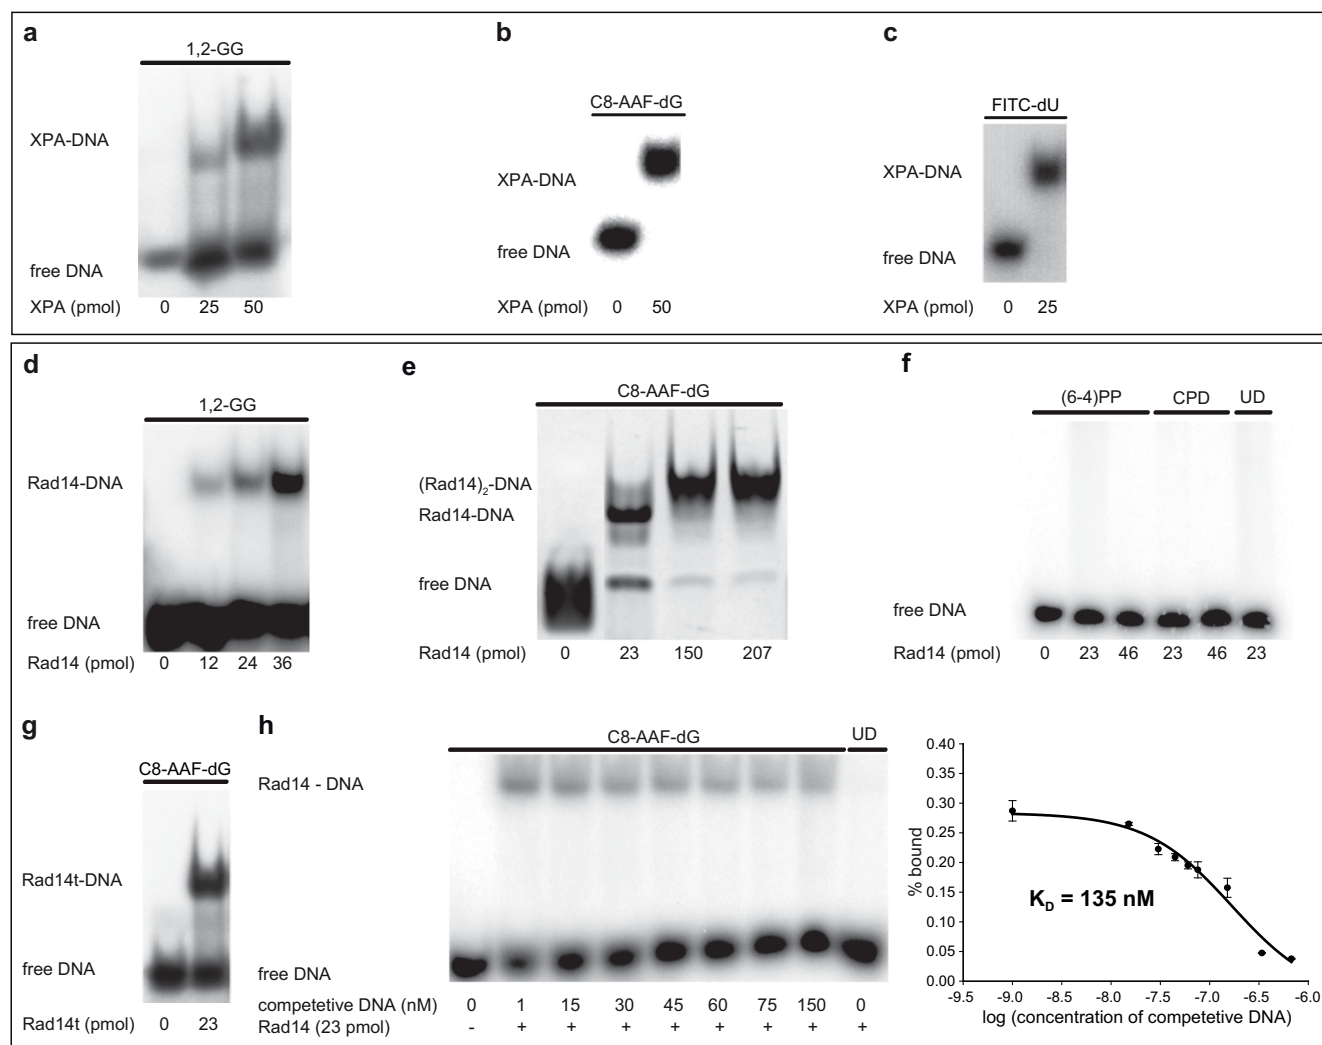 a
1,2-GG
XPA-DNA
free DNA
XPA (pmol) 0 25 50
b
C8-AAF-dG
XPA-DNA
free DNA
XPA (pmol) 0 50
c
FITC-dU
XPA-DNA
free DNA
XPA (pmol) 0 25
d
1,2-GG
Rad14-DNA
free DNA
Rad14 (pmol) 0 12 24 36
e
C8-AAF-dG
(Rad14)2-DNA
Rad14-DNA
free DNA
Rad14 (pmol) 0 23 150 207
f
(6-4)PP CPD UD
free DNA
Rad14 (pmol) 0 23 46 23 46 23
g
C8-AAF-dG
Rad14t-DNA
free DNA
Rad14t (pmol) 0 23
h
C8-AAF-dG UD
Rad14 - DNA
free DNA
competetive DNA (nM) 0 1 15 30 45 60 75 150 0
Rad14 (23 pmol) - + + + + + + + +
0.40
0.35
0.30
0.25
0.20
0.15
0.10
0.05
0.00
% bound
KD = 135 nM
-9.5 -9.0 -8.5 -8.0 -7.5 -7.0 -6.5 -6.0
log (concentration of competetive DNA)